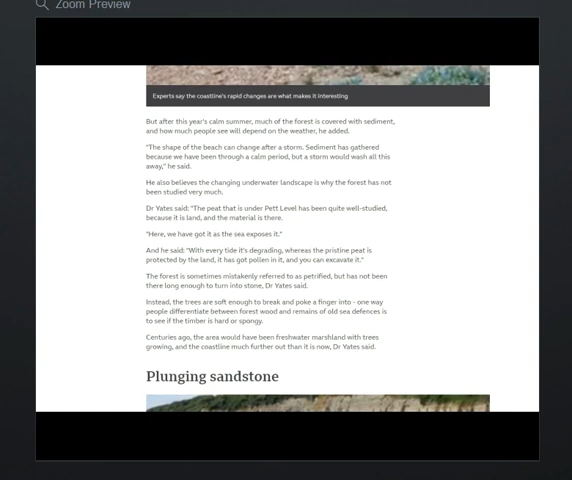 Zoom Preview
Experts say the coastline's rapid changes are what makes it interesting
But after this year's calm summer, much of the forest is covered with sediment,
and how much people see will depend on the weather, he added.
"The shape of the beach can change after a storm. Sediment has gathered
because we have been through a calm period, but a storm would wash all this
away," he said.
He also believes the changing underwater landscape is why the forest has not
been studied very much.
Dr Yates said: "The peat that is under Pett Level has been quite well-studied,
because it is land, and the material is there.
"Here, we have got it as the sea exposes it."
And he said: "With every tide it's degrading, whereas the pristine peat is
protected by the land, it has got pollen in it, and you can excavate it."
The forest is sometimes mistakenly referred to as petrified, but has not been
there long enough to turn into stone, Dr Yates said.
Instead, the trees are soft enough to break and poke a finger into - one way
people differentiate between forest wood and remains of old sea defences is
to see if the timber is hard or spongy.
Centuries ago, the area would have been freshwater marshland with trees
growing, and the coastline much further out than it is now, Dr Yates said.
Plunging sandstone